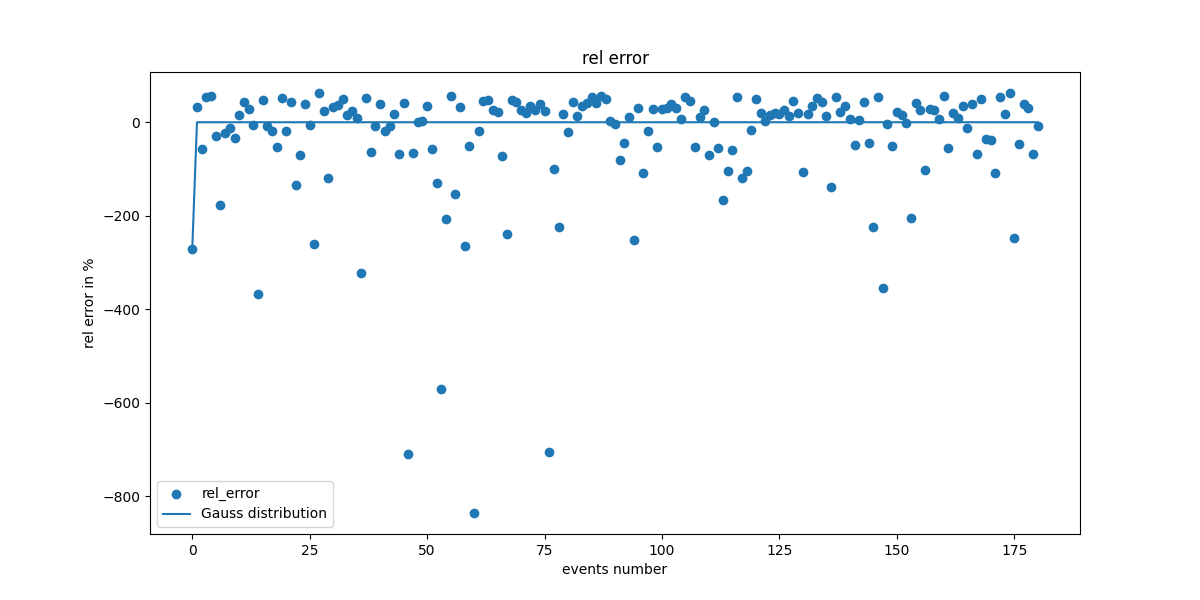 rel error
0
−200
−400
−600
−800
rel error in %
rel_error
Gauss distribution
0
25
50
75
100
125
150
175
events number